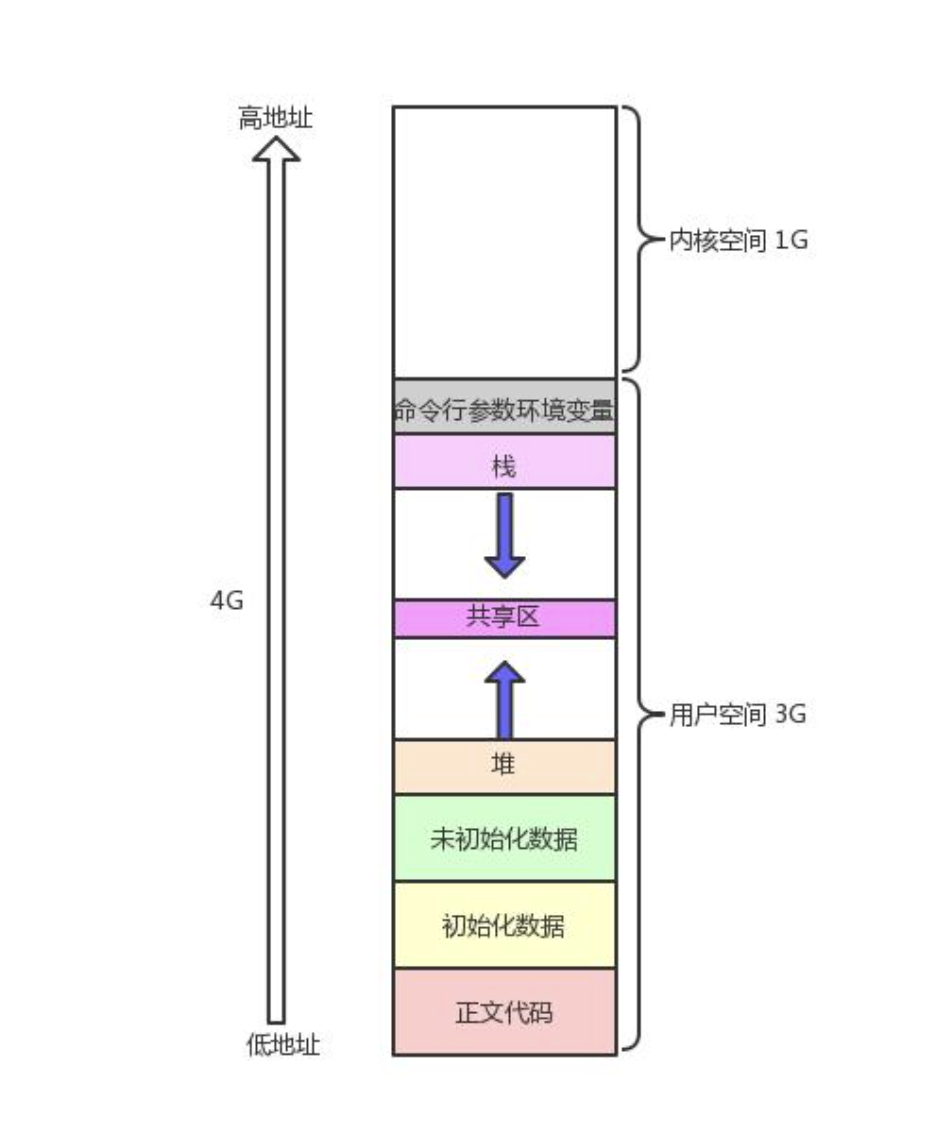 高地址
内核空间 1G
命令行参数环境变量
栈
4G
共享区
用户空间 3G
堆
未初始化数据
初始化数据
正文代码
低地址